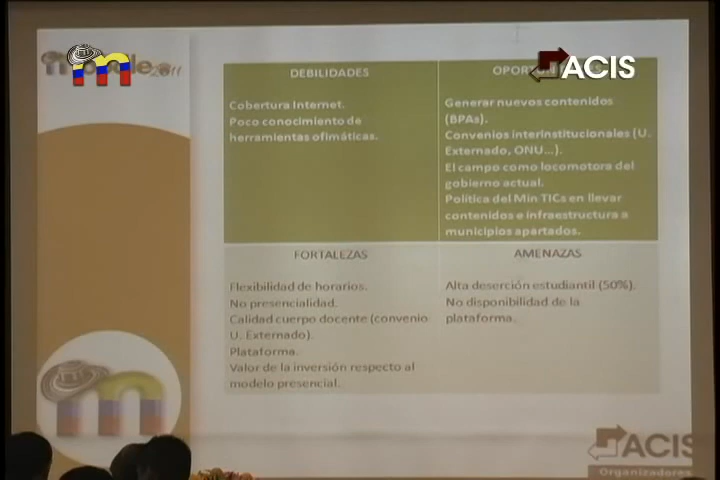 moodle 2011
ACIS
DEBILIDADES
Cobertura Internet.
Poco conocimiento de
herramientas ofimáticas.
Generar nuevos contenidos
(BPAs).
Convenios interinstitucionales (U.
Externado, ONU...).
El campo como locomotora del
gobierno actual.
Política del Min TICs en llevar
contenidos e infraestructura a
municipios apartados.
FORTALEZAS
Flexibilidad de horarios.
No presencialidad.
Calidad cuerpo docente (convenio
U. Externado).
Plataforma.
Valor de la inversión respecto al
modelo presencial.
AMENAZAS
Alta deserción estudiantil (50%).
No disponibilidad de la
plataforma.
m
ACIS
Organizadores